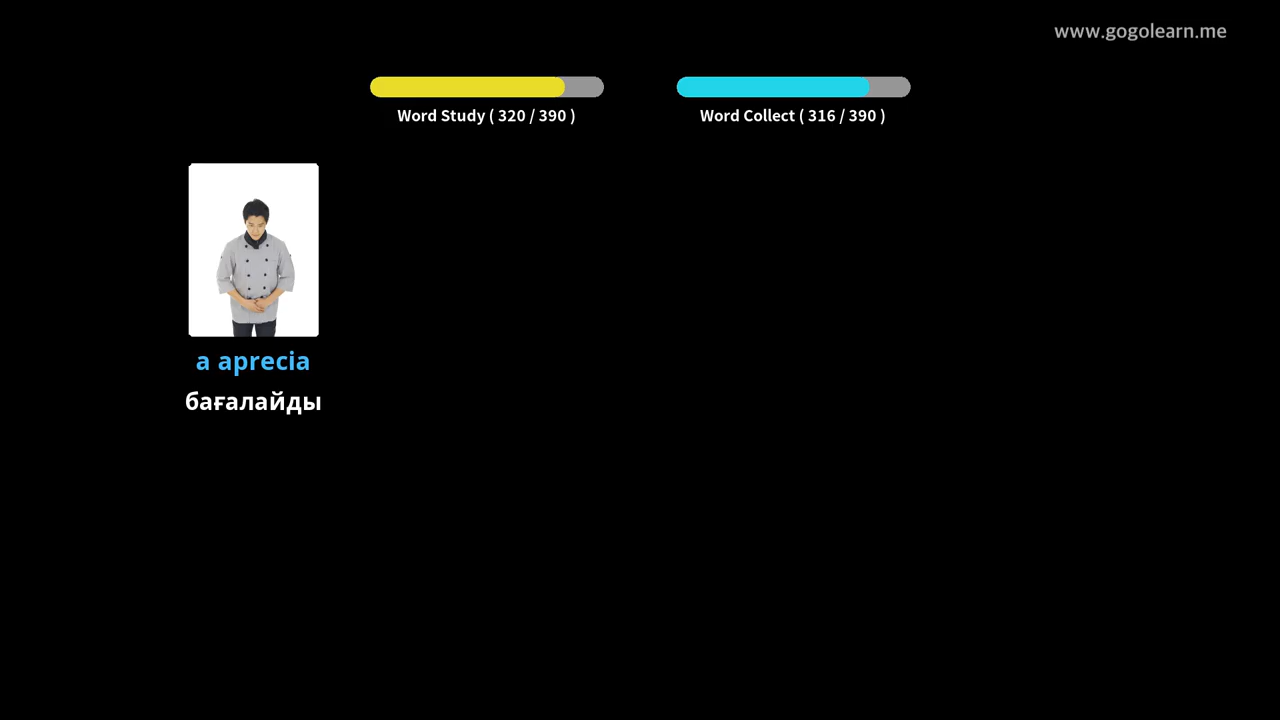 www.gogolearn.me
Word Study ( 320 / 390 )
Word Collect ( 316 / 390 )
a aprecia
бағалайды